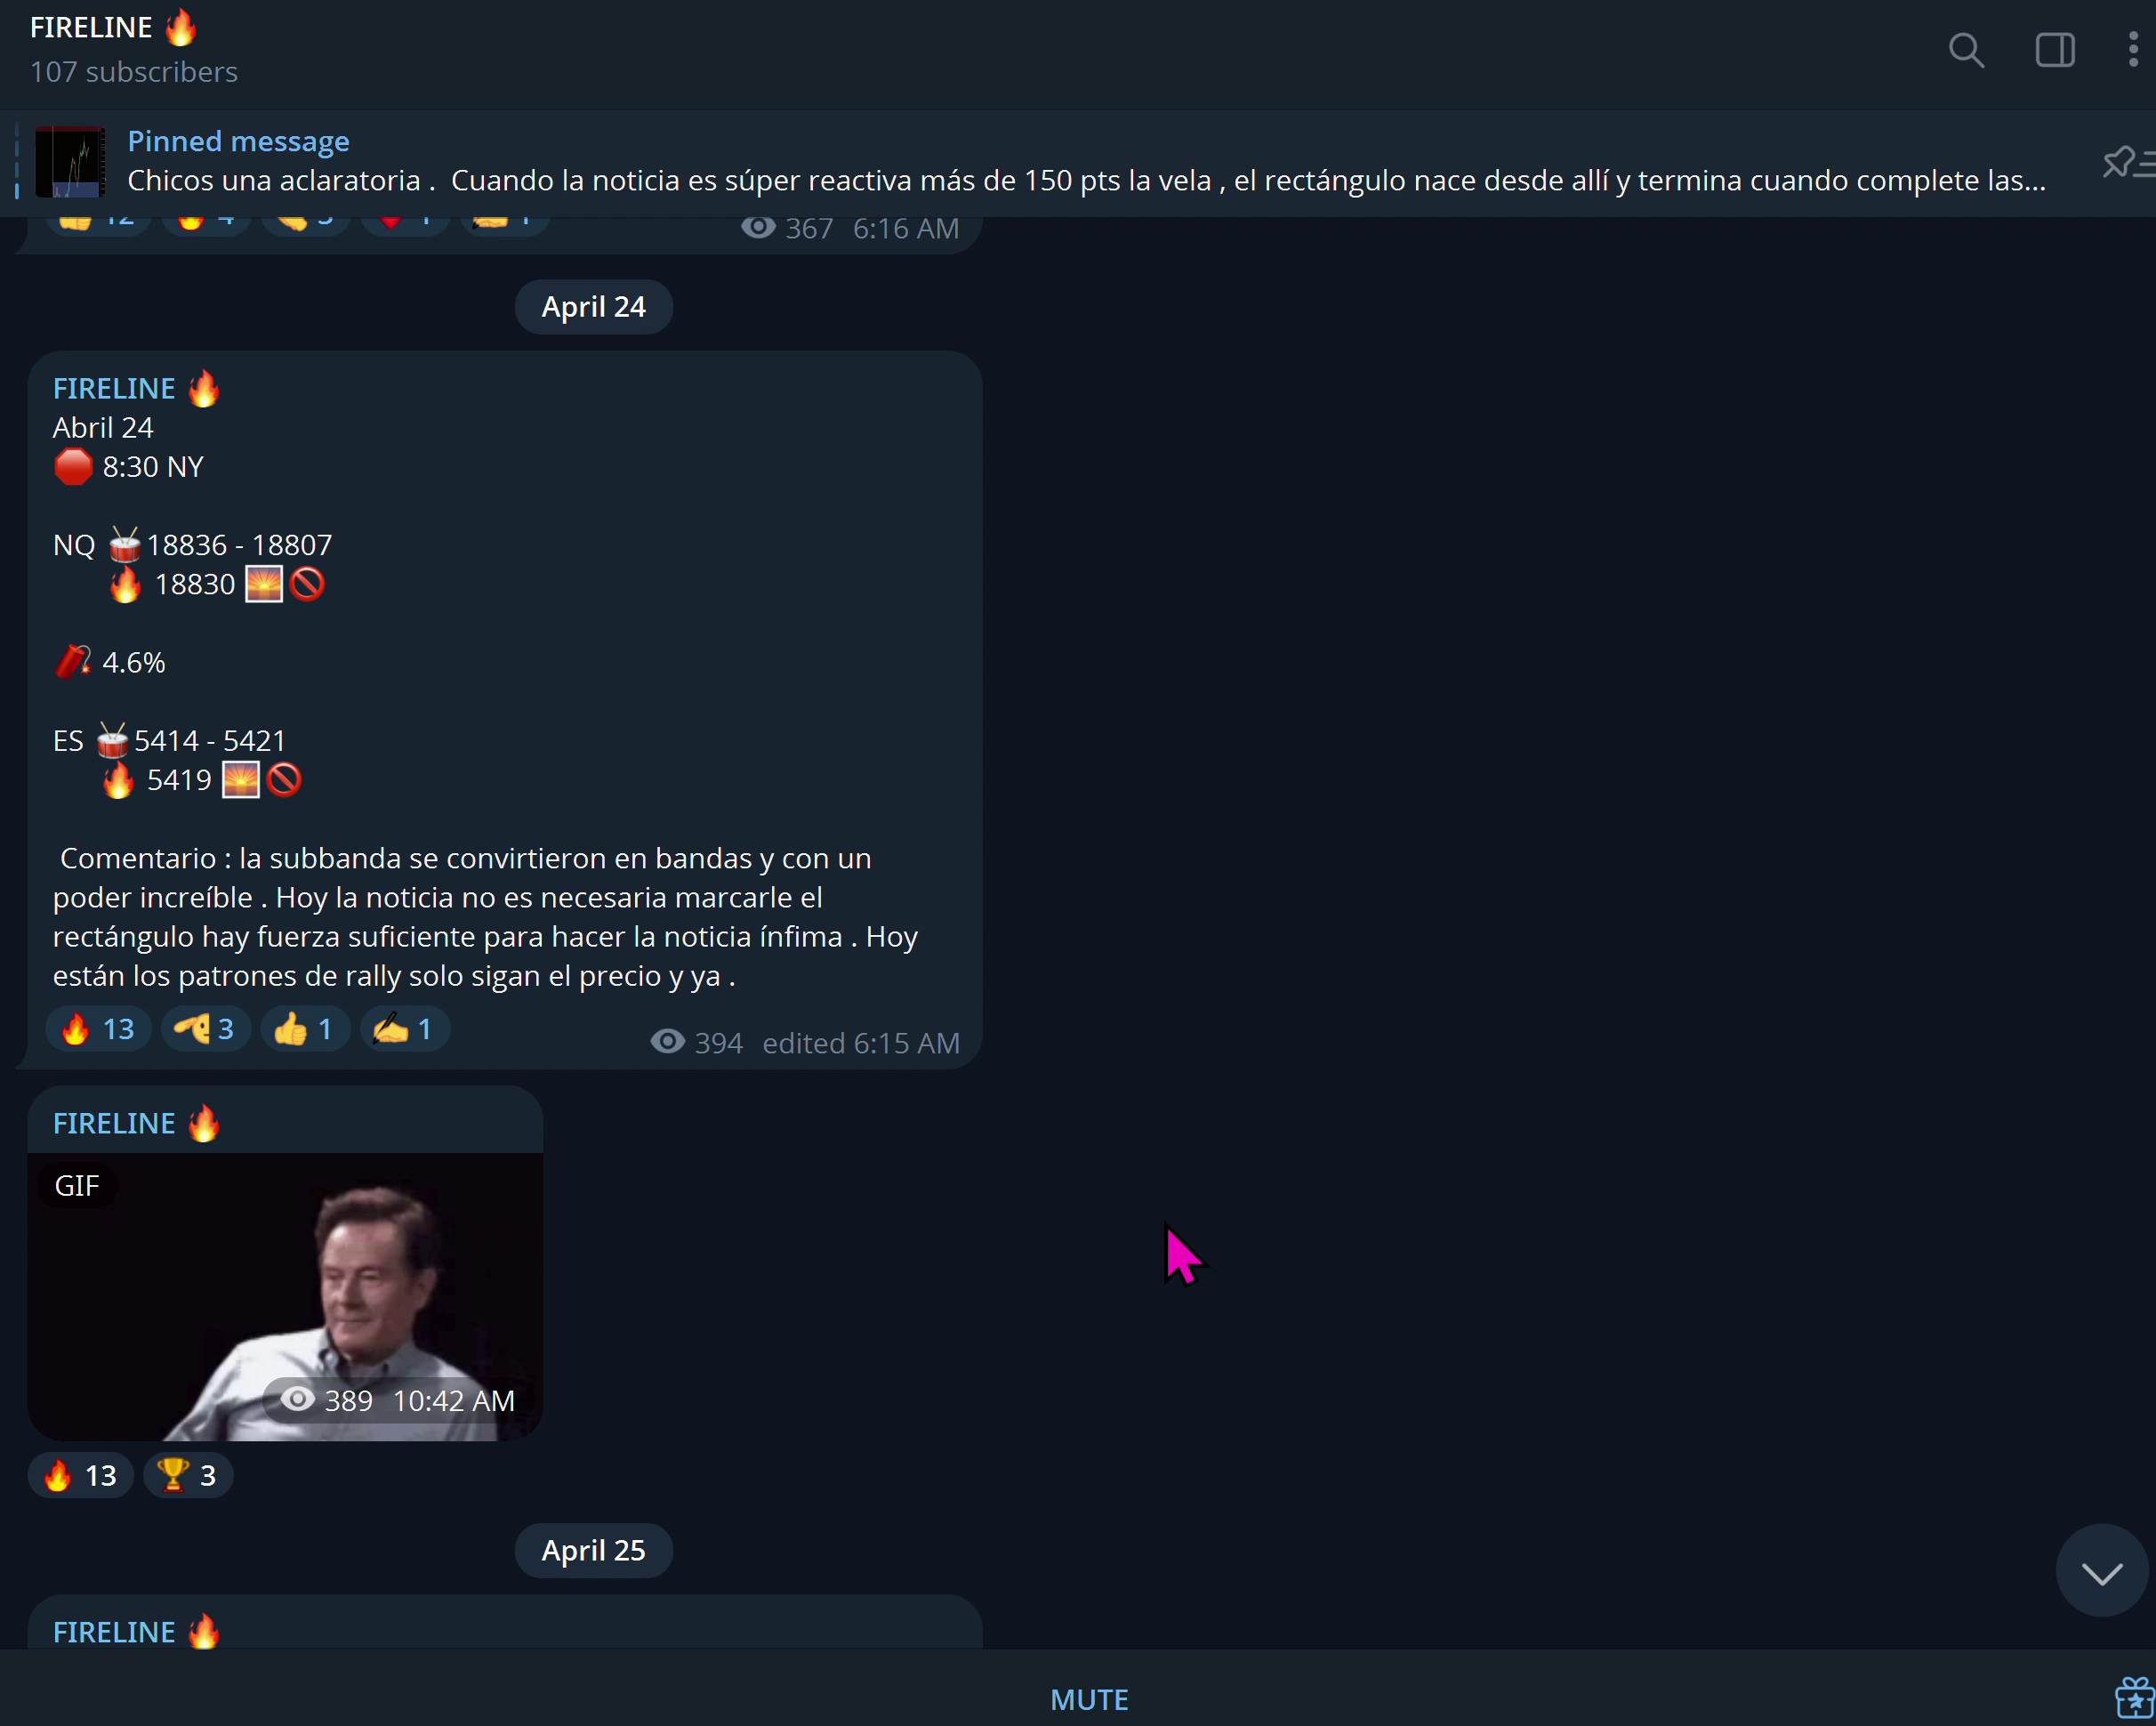 FIRELINE 🔥
107 subscribers
Pinned message
Chicos una aclaratoria .  Cuando la noticia es súper reactiva más de 150 pts la vela , el rectángulo nace desde allí y termina cuando complete las...
12 4 3 1 1
367 6:16 AM
April 24
FIRELINE 🔥
Abril 24
🛑 8:30 NY
NQ 🥁18836 - 18807
🔥 18830 🌅🚫
🧨 4.6%
ES 🥁5414 - 5421
🔥 5419 🌅🚫
Comentario : la subbanda se convirtieron en bandas y con un
poder increíble . Hoy la noticia no es necesaria marcarle el
rectángulo hay fuerza suficiente para hacer la noticia ínfima . Hoy
están los patrones de rally solo sigan el precio y ya .
🔥 13 3 👍 1 ✍ 1
394 edited 6:15 AM
FIRELINE 🔥
GIF
389 10:42 AM
🔥 13 🏆 3
April 25
FIRELINE 🔥
MUTE